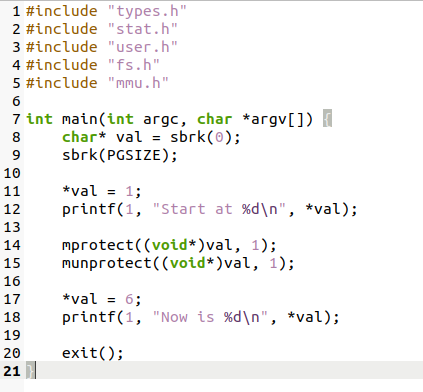 1 #include "types.h"
2 #include "stat.h"
3 #include "user.h"
4 #include "fs.h"
5 #include "mmu.h"
6
7 int main(int argc, char *argv[]) {
8     char* val = sbrk(0);
9     sbrk(PGSIZE);
10
11     *val = 1;
12     printf(1, "Start at %d\n", *val);
13
14     mprotect((void*)val, 1);
15     munprotect((void*)val, 1);
16
17     *val = 6;
18     printf(1, "Now is %d\n", *val);
19
20     exit();
21 }